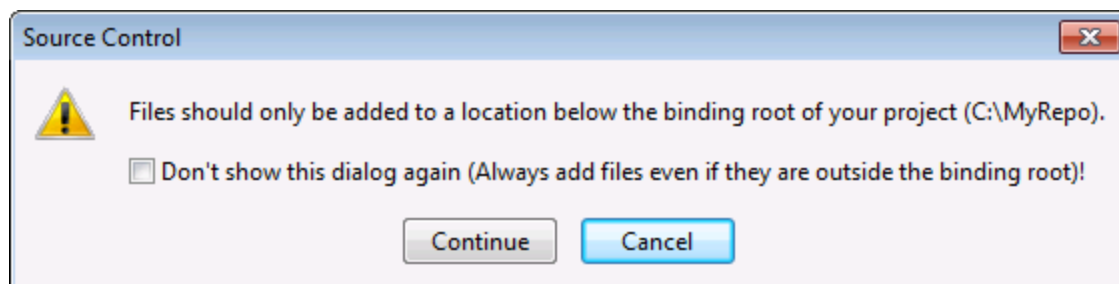 Source Control
Files should only be added to a location below the binding root of your project (C:\MyRepo).
Don't show this dialog again (Always add files even if they are outside the binding root)!
Continue Cancel